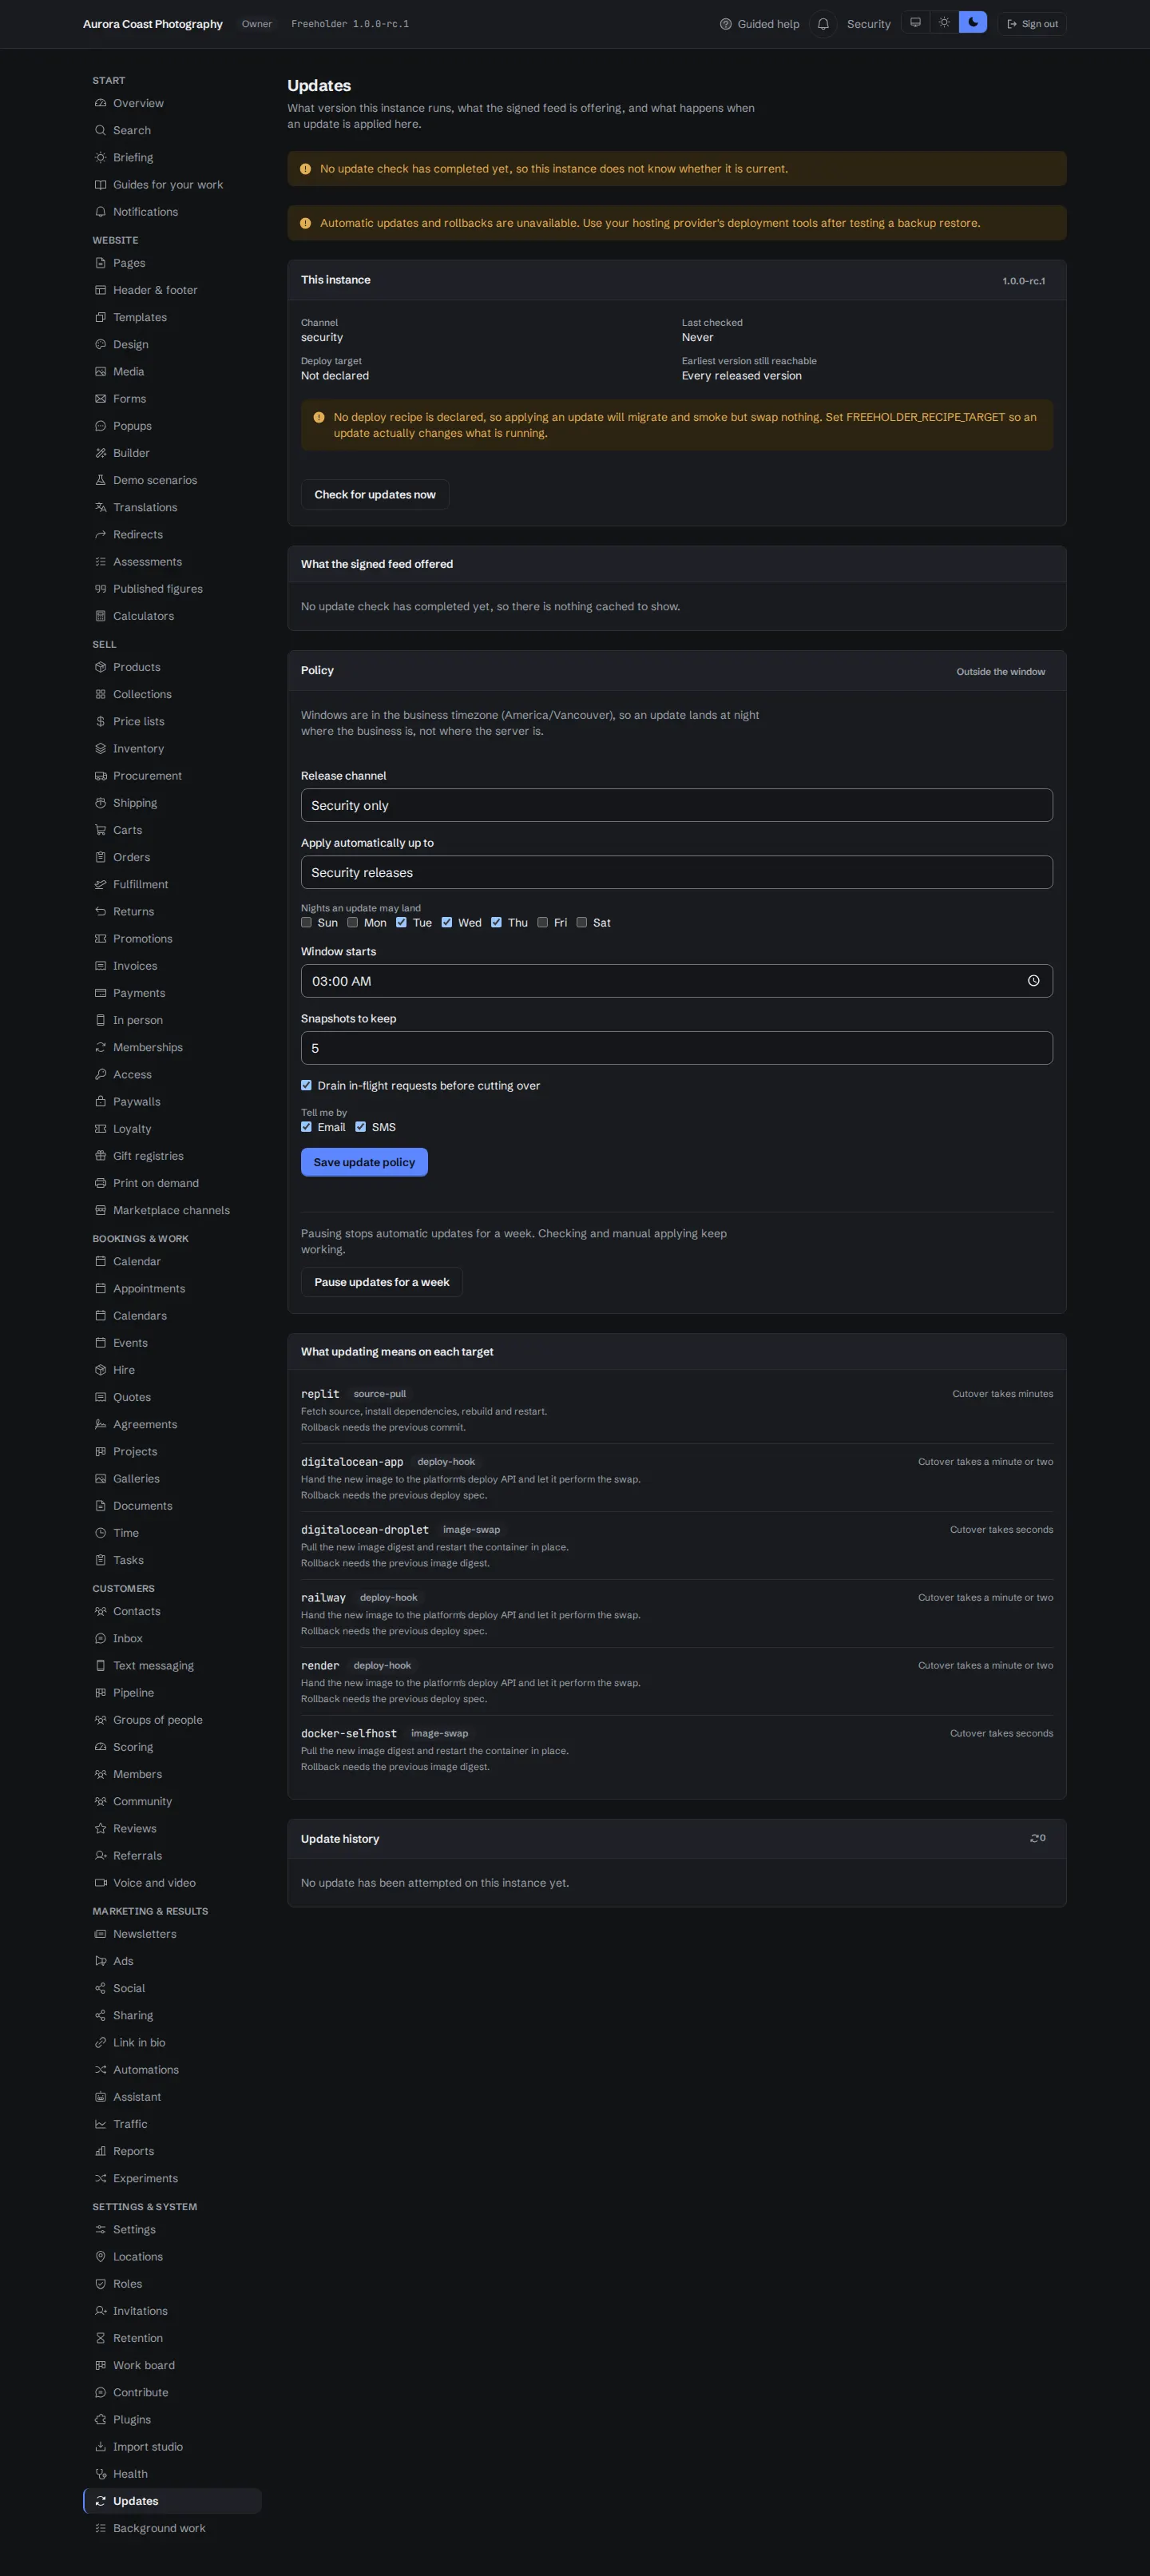 Aurora Coast Photography
Owner
Freeholder 1.0.0-rc.1
Guided help
Security
Sign out
START
Overview
Search
Briefing
Guides for your work
Notifications
WEBSITE
Pages
Header & footer
Templates
Design
Media
Forms
Popups
Builder
Demo scenarios
Translations
Redirects
Assessments
Published figures
Calculators
SELL
Products
Collections
Price lists
Inventory
Procurement
Shipping
Carts
Orders
Fulfillment
Returns
Promotions
Invoices
Payments
In person
Memberships
Access
Paywalls
Loyalty
Gift registries
Print on demand
Marketplace channels
BOOKINGS & WORK
Calendar
Appointments
Calendars
Events
Hire
Quotes
Agreements
Projects
Galleries
Documents
Time
Tasks
CUSTOMERS
Contacts
Inbox
Text messaging
Pipeline
Groups of people
Scoring
Members
Community
Reviews
Referrals
Voice and video
MARKETING & RESULTS
Newsletters
Ads
Social
Sharing
Link in bio
Automations
Assistant
Traffic
Reports
Experiments
SETTINGS & SYSTEM
Settings
Locations
Roles
Invitations
Retention
Work board
Contribute
Plugins
Import studio
Health
Updates
Background work
Updates
What version this instance runs, what the signed feed is offering, and what happens when
an update is applied here.
No update check has completed yet, so this instance does not know whether it is current.
Automatic updates and rollbacks are unavailable. Use your hosting provider's deployment tools after testing a backup restore.
This instance
1.0.0-rc.1
Channel
security
Last checked
Never
Deploy target
Not declared
Earliest version still reachable
Every released version
No deploy recipe is declared, so applying an update will migrate and smoke but swap nothing. Set FREEHOLDER_RECIPE_TARGET so an
update actually changes what is running.
Check for updates now
What the signed feed offered
No update check has completed yet, so there is nothing cached to show.
Policy
Outside the window
Windows are in the business timezone (America/Vancouver), so an update lands at night
where the business is, not where the server is.
Release channel
Security only
Apply automatically up to
Security releases
Nights an update may land
Sun Mon Tue Wed Thu Fri Sat
Window starts
03:00 AM
Snapshots to keep
5
Drain in-flight requests before cutting over
Tell me by
Email SMS
Save update policy
Pausing stops automatic updates for a week. Checking and manual applying keep
working.
Pause updates for a week
What updating means on each target
replit source-pull
Cutover takes minutes
Fetch source, install dependencies, rebuild and restart.
Rollback needs the previous commit.
digitalocean-app deploy-hook
Cutover takes a minute or two
Hand the new image to the platform's deploy API and let it perform the swap.
Rollback needs the previous deploy spec.
digitalocean-droplet image-swap
Cutover takes seconds
Pull the new image digest and restart the container in place.
Rollback needs the previous image digest.
railway deploy-hook
Cutover takes a minute or two
Hand the new image to the platform's deploy API and let it perform the swap.
Rollback needs the previous deploy spec.
render deploy-hook
Cutover takes a minute or two
Hand the new image to the platform's deploy API and let it perform the swap.
Rollback needs the previous deploy spec.
docker-selfhost image-swap
Cutover takes seconds
Pull the new image digest and restart the container in place.
Rollback needs the previous image digest.
Update history
0
No update has been attempted on this instance yet.